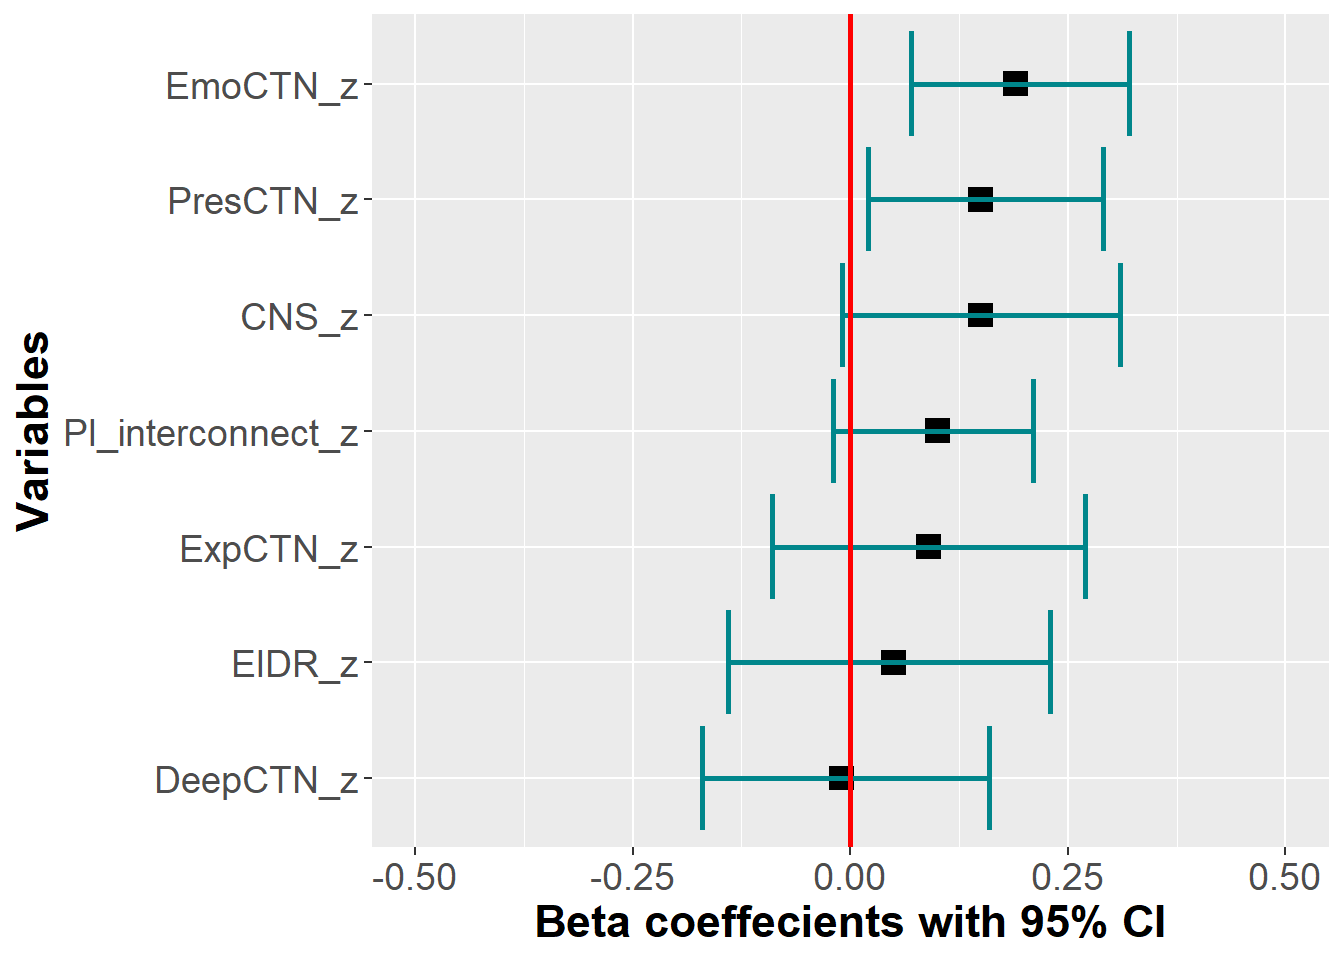 EmoCTN_z
PresCTN_z
CNS_z
PI_interconnect_z
ExpCTN_z
EIDR_z
DeepCTN_z
Variables
-0.50 -0.25 0.00 0.25 0.50
Beta coeffecients with 95% CI